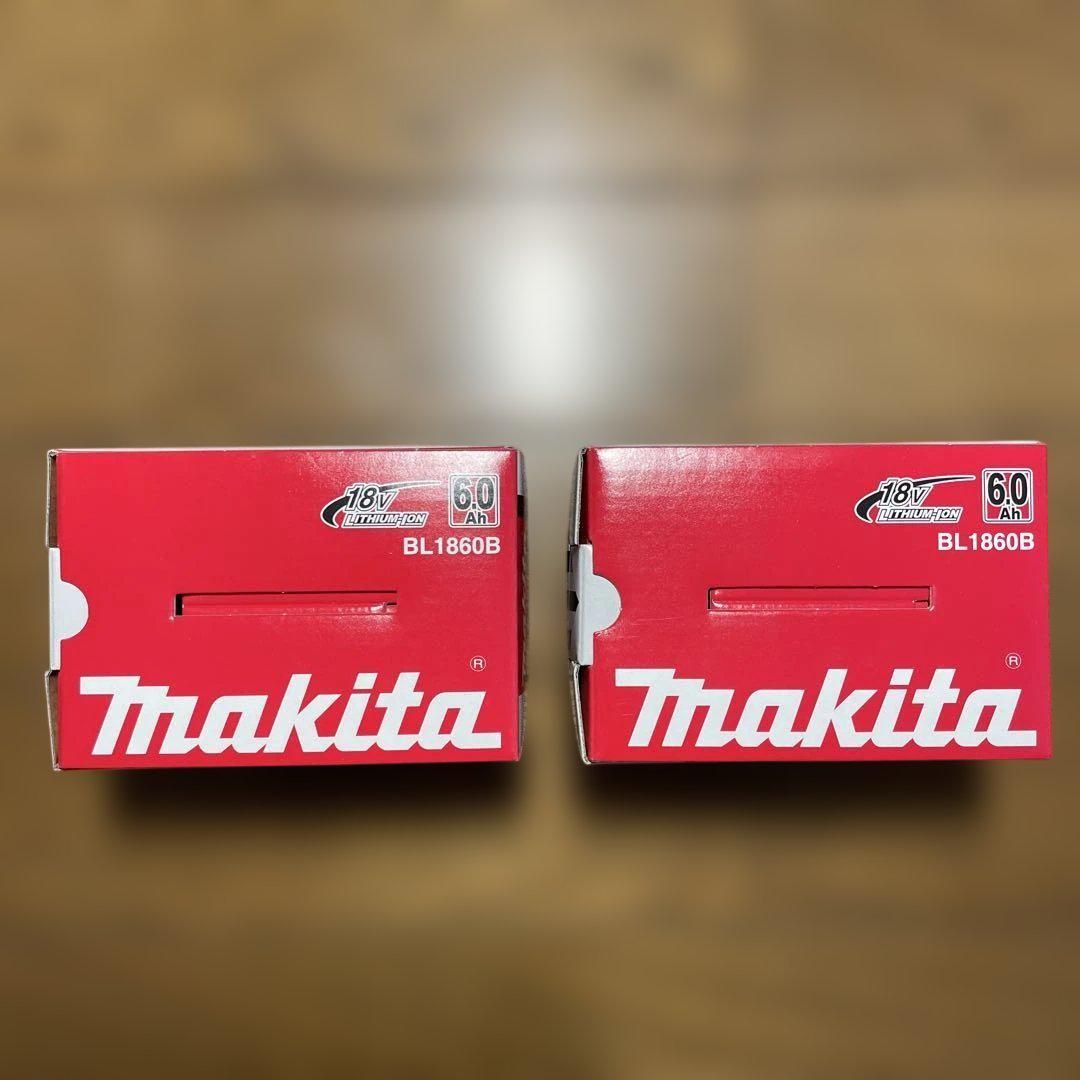 18V
LITHIUM-ION
6.0
Ah
BL1860B
makita®
18V
LITHIUM-ION
6.0
Ah
BL1860B
makita®